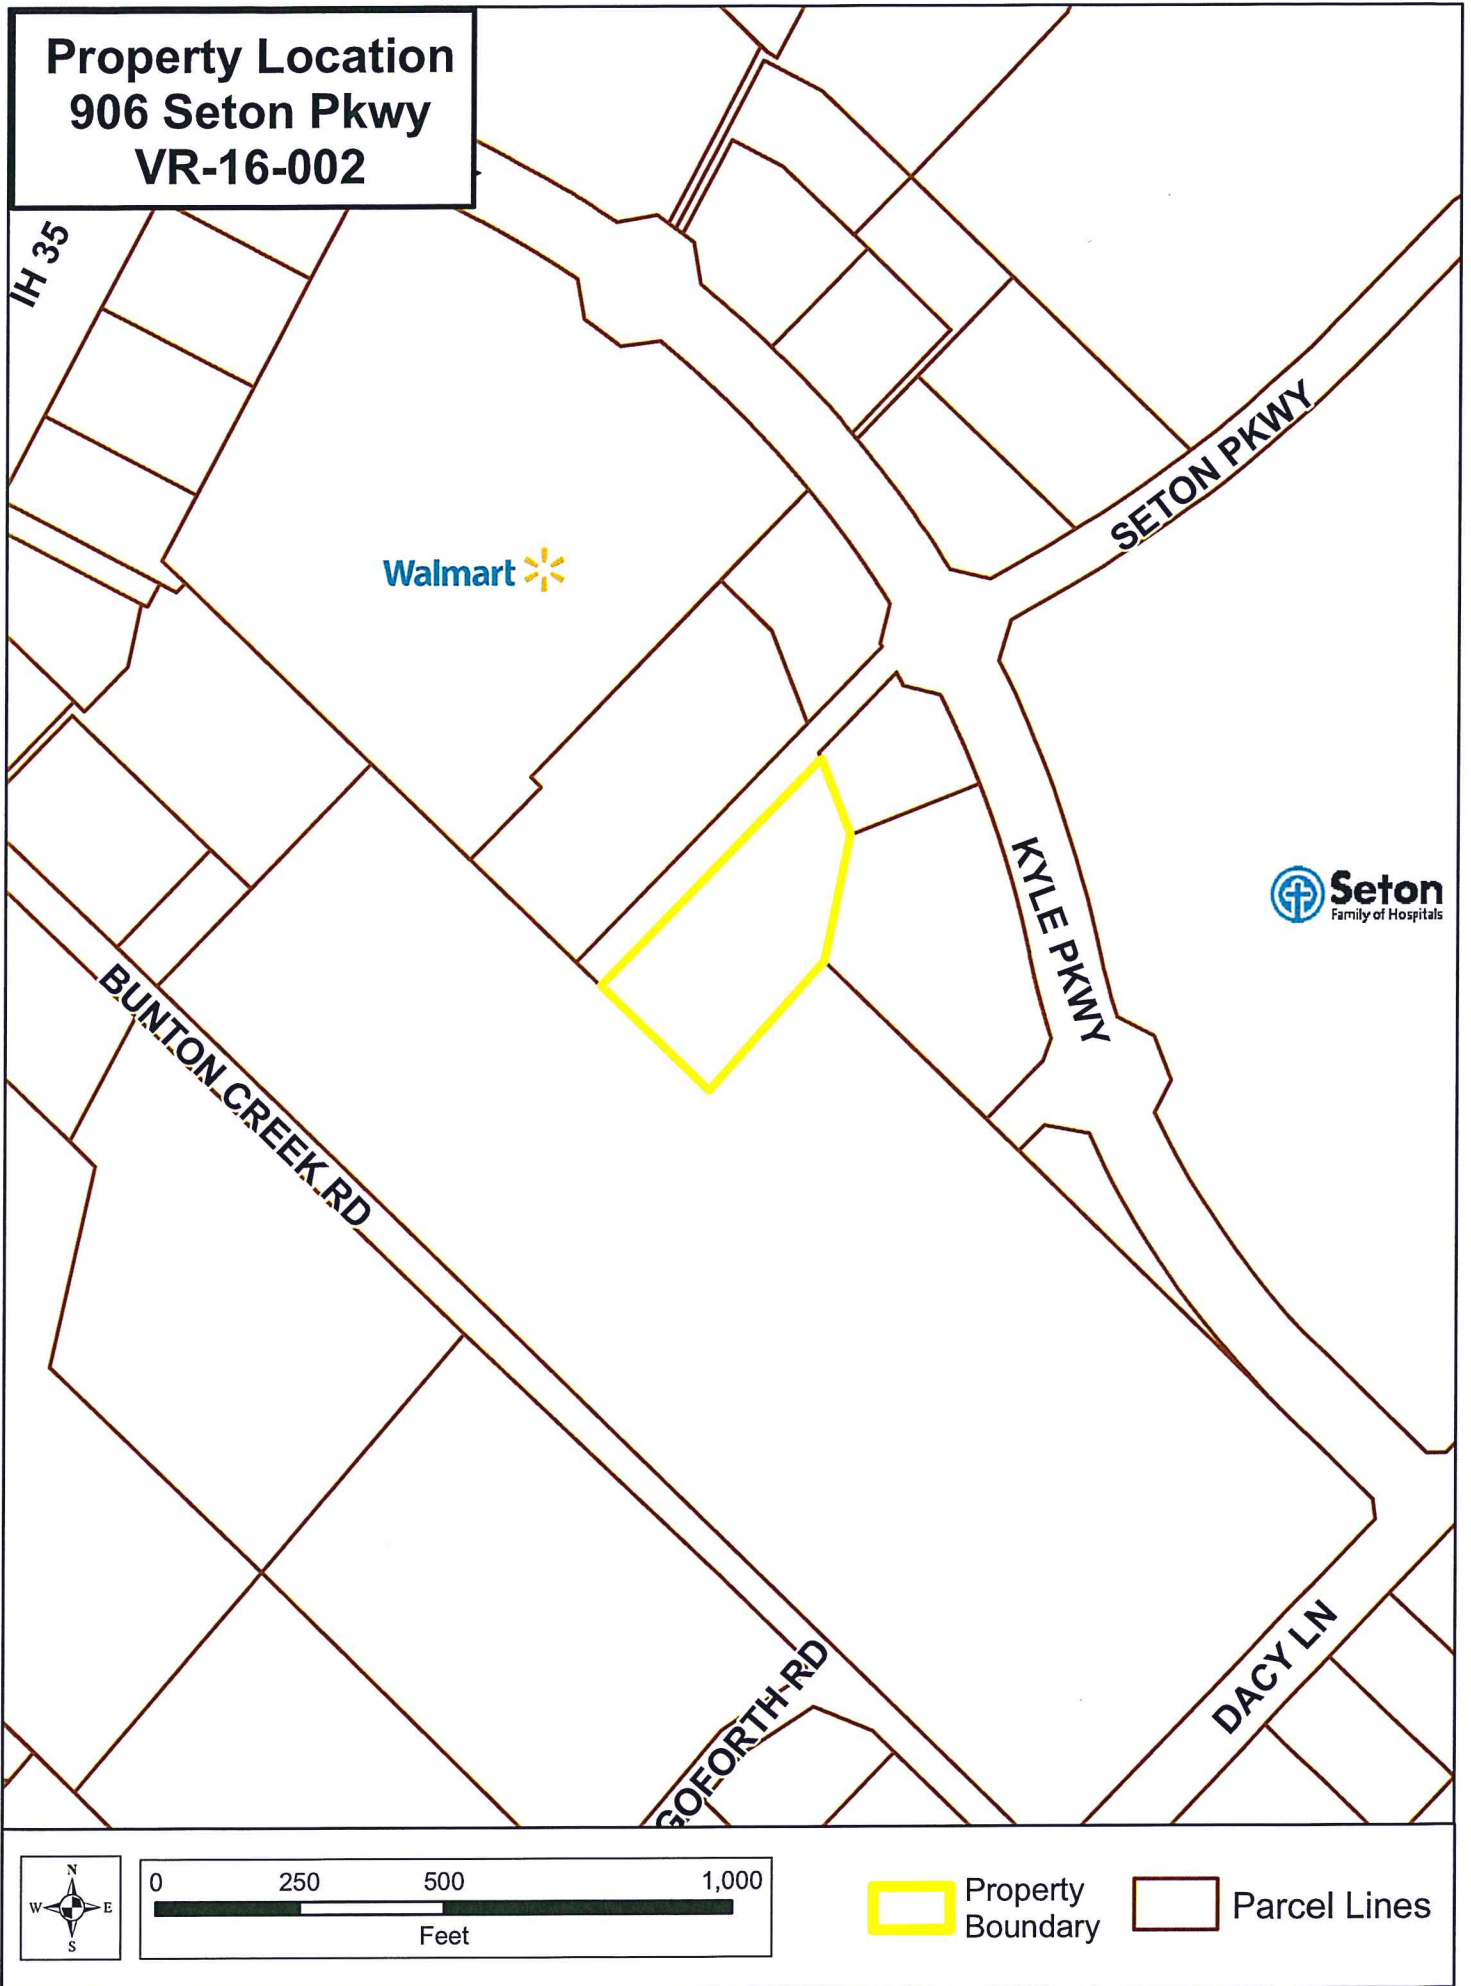 Property Location
906 Seton Pkwy
VR-16-002
IH 35
SETON PKWY
Walmart
KYLE PKWY
Seton
Family of Hospitals
BUNTON CREEK RD
GOFORTH RD
DACY LN
N
W E
S
0 250 500 1,000
Feet
Property
Boundary
Parcel Lines